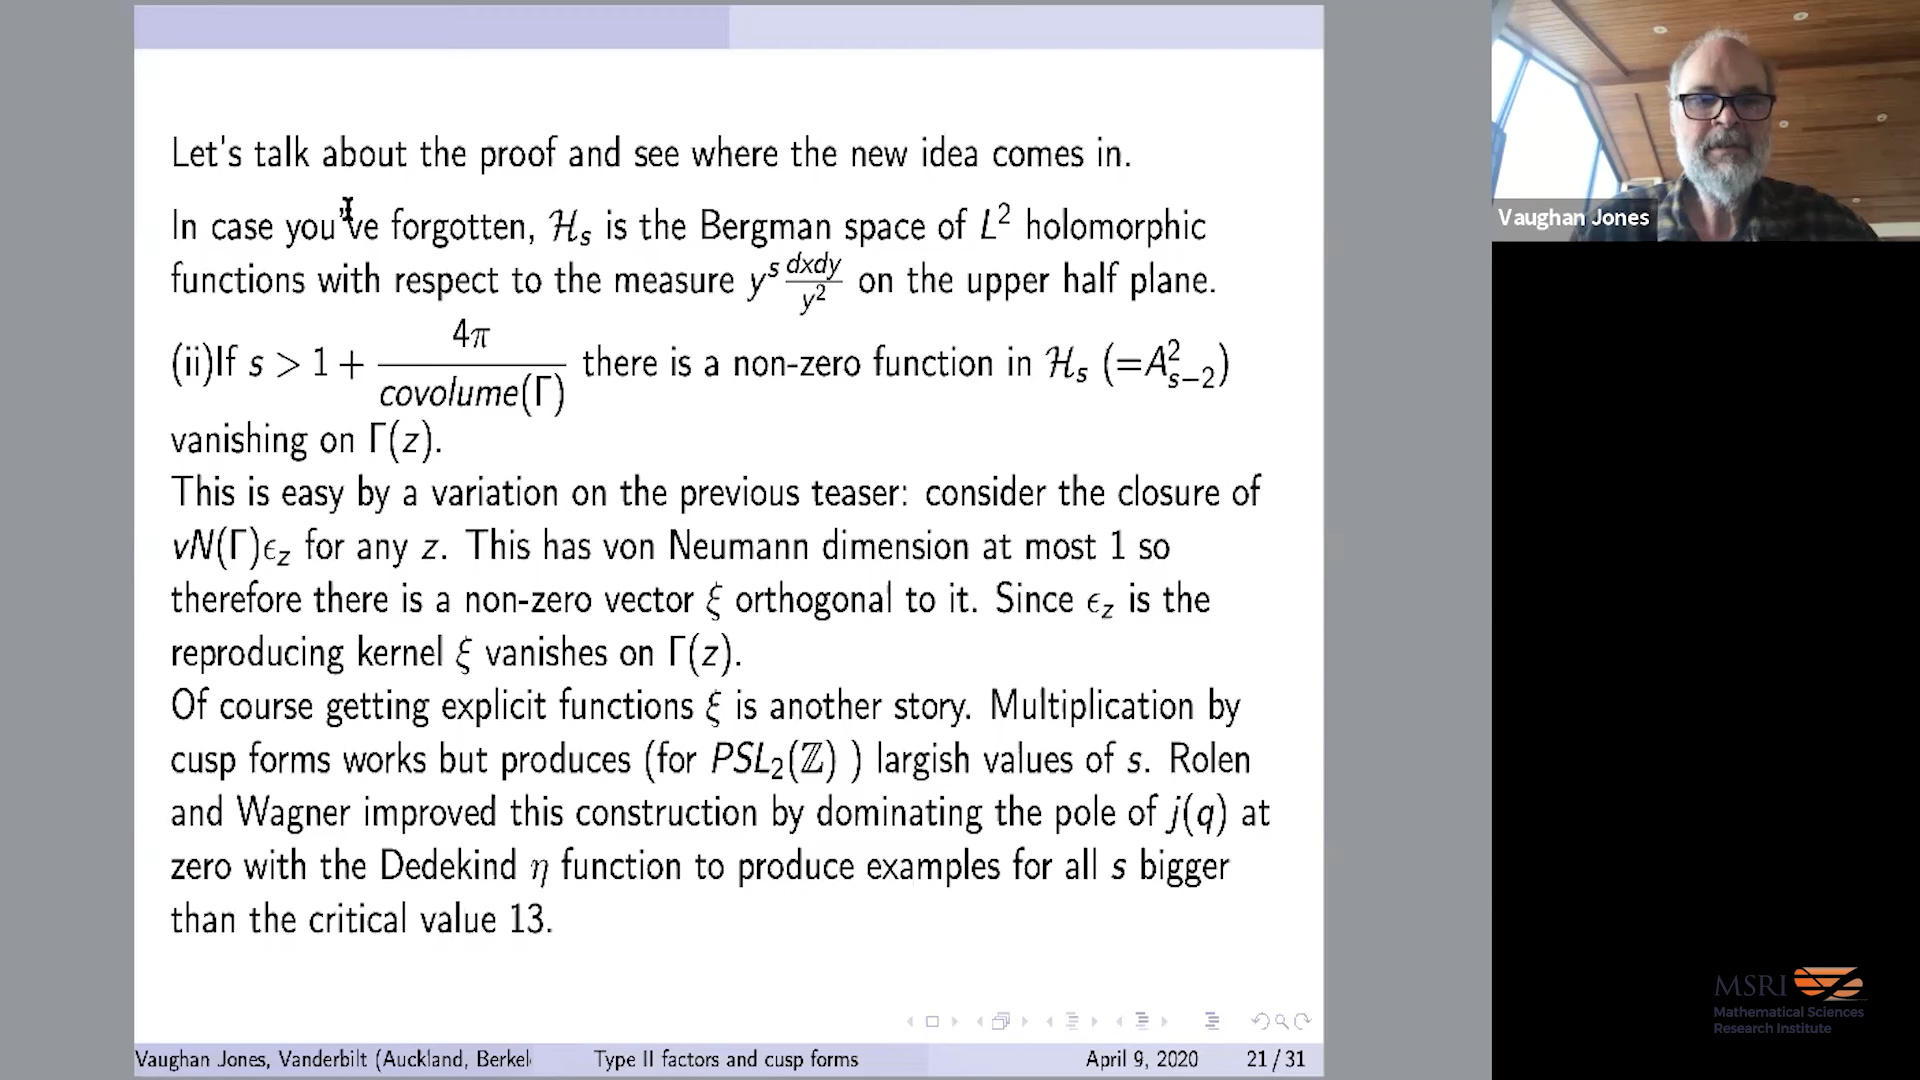 Let's talk about the proof and see where the new idea comes in.
In case you've forgotten, ℋ_s is the Bergman space of L² holomorphic
functions with respect to the measure y^s dxdy/y² on the upper half plane.
(ii)If s > 1 + 4π/covolume(Γ) there is a non-zero function in ℋ_s (=A²_{s−2})
vanishing on Γ(z).
This is easy by a variation on the previous teaser: consider the closure of
vN(Γ)ϵ_z for any z. This has von Neumann dimension at most 1 so
therefore there is a non-zero vector ξ orthogonal to it. Since ϵ_z is the
reproducing kernel ξ vanishes on Γ(z).
Of course getting explicit functions ξ is another story. Multiplication by
cusp forms works but produces (for PSL₂(ℤ) ) largish values of s. Rolen
and Wagner improved this construction by dominating the pole of j(q) at
zero with the Dedekind η function to produce examples for all s bigger
than the critical value 13.
Vaughan Jones, Vanderbilt (Auckland, Berkel
Type II factors and cusp forms
April 9, 2020
21 / 31
Vaughan Jones
MSRI
Mathematical Sciences
Research Institute